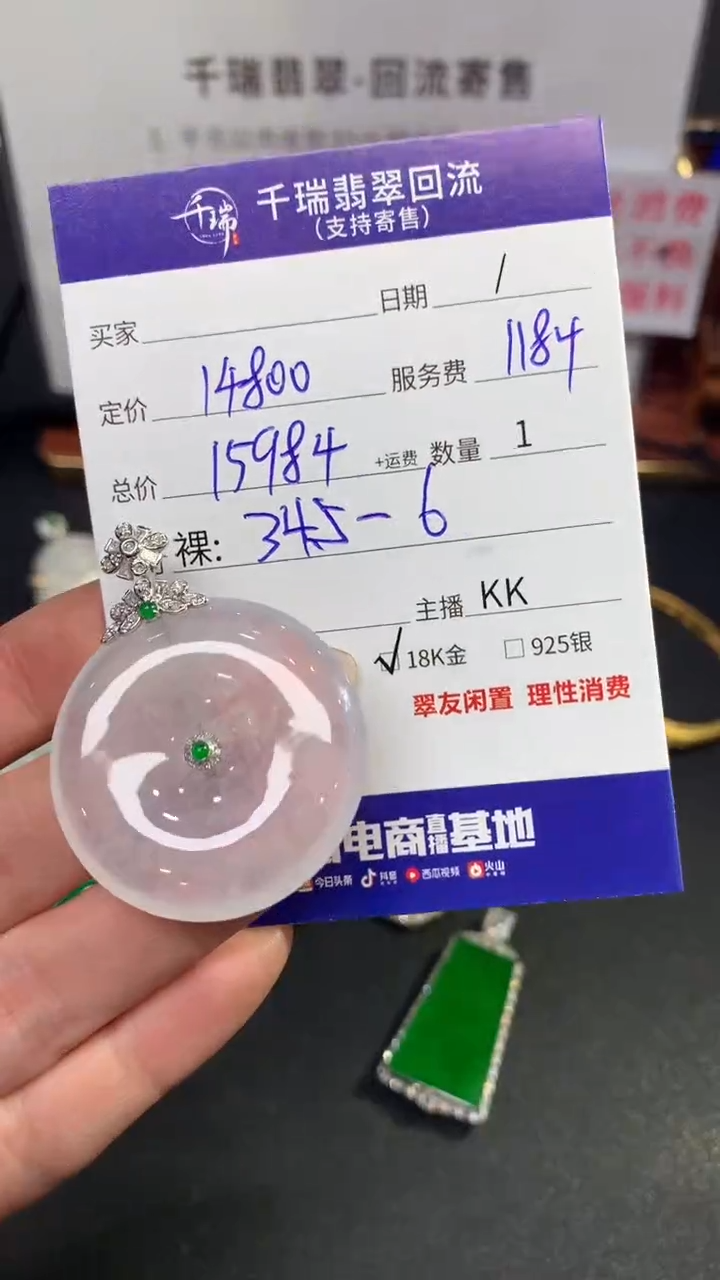 千瑞翡翠·回流寄售
千瑞
千瑞翡翠回流
(支持寄售)
买家 日期 /
定价 14800 服务费 1184
总价 15984 +运费 数量 1
裸: 34.5-6
主播 KK
✓ 18K金 □ 925银
翠友闲置 理性消费
电商直播基地
今日头条 抖音 西瓜视频 火山